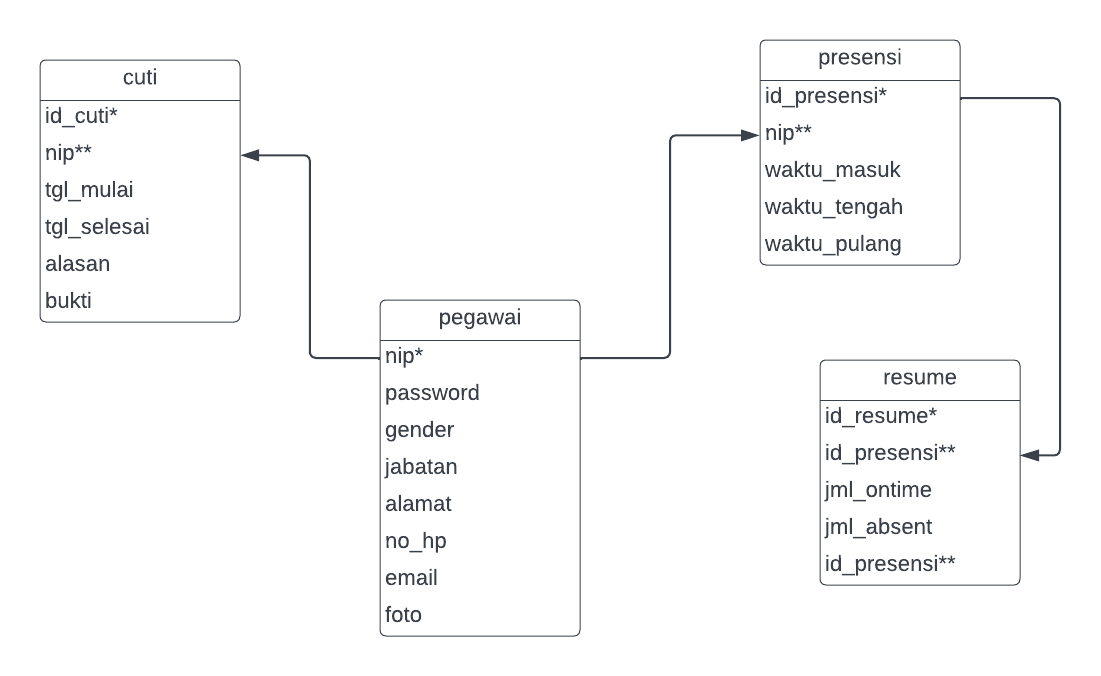 cuti
id_cuti*
nip**
tgl_mulai
tgl_selesai
alasan
bukti
presensi
id_presensi*
nip**
waktu_masuk
waktu_tengah
waktu_pulang
pegawai
nip*
password
gender
jabatan
alamat
no_hp
email
foto
resume
id_resume*
id_presensi**
jml_ontime
jml_absent
id_presensi**